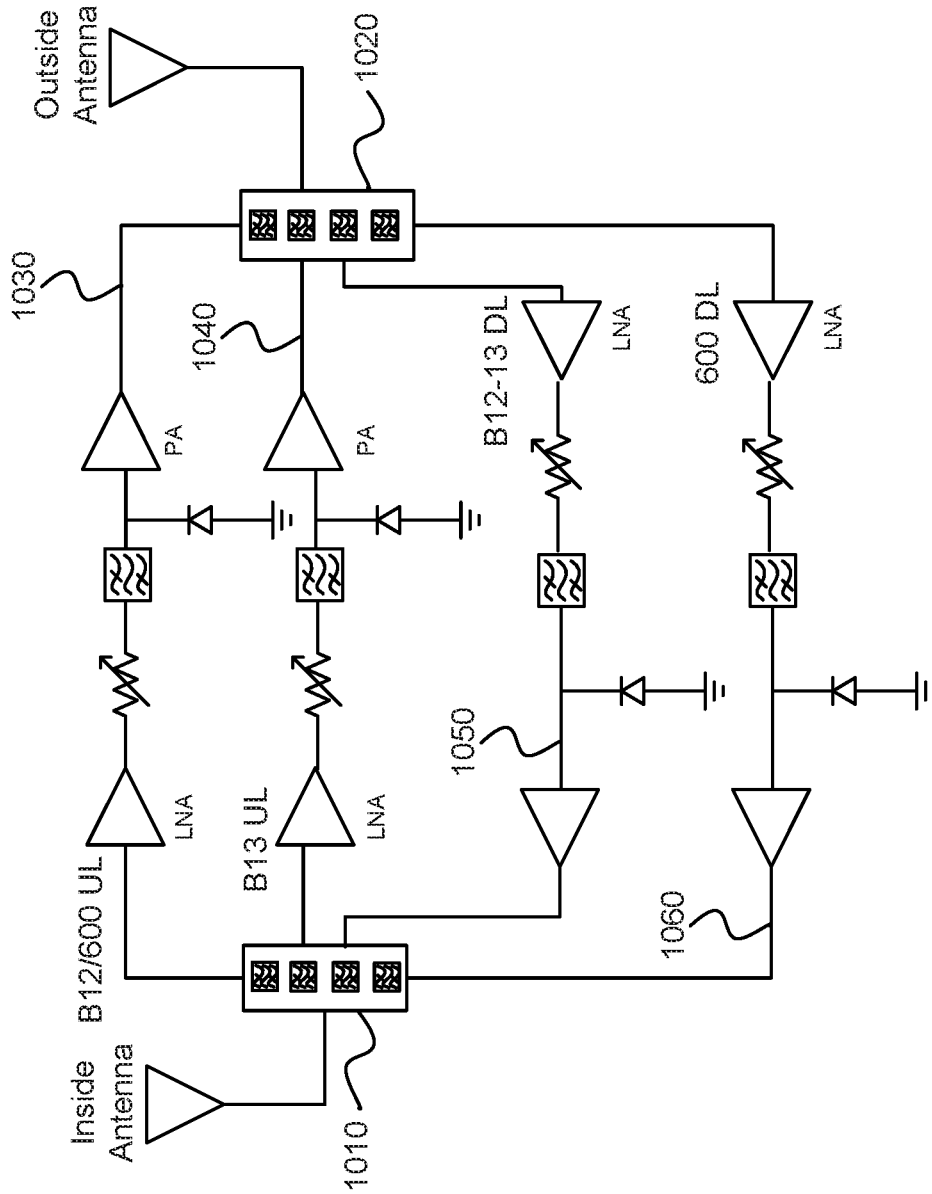 Inside
Antenna
Outside
Antenna
B12/600 UL
LNA
PA
1030
B13 UL
LNA
PA
1040
1010
1020
1050
B12-13 DL
LNA
1060
600 DL
LNA